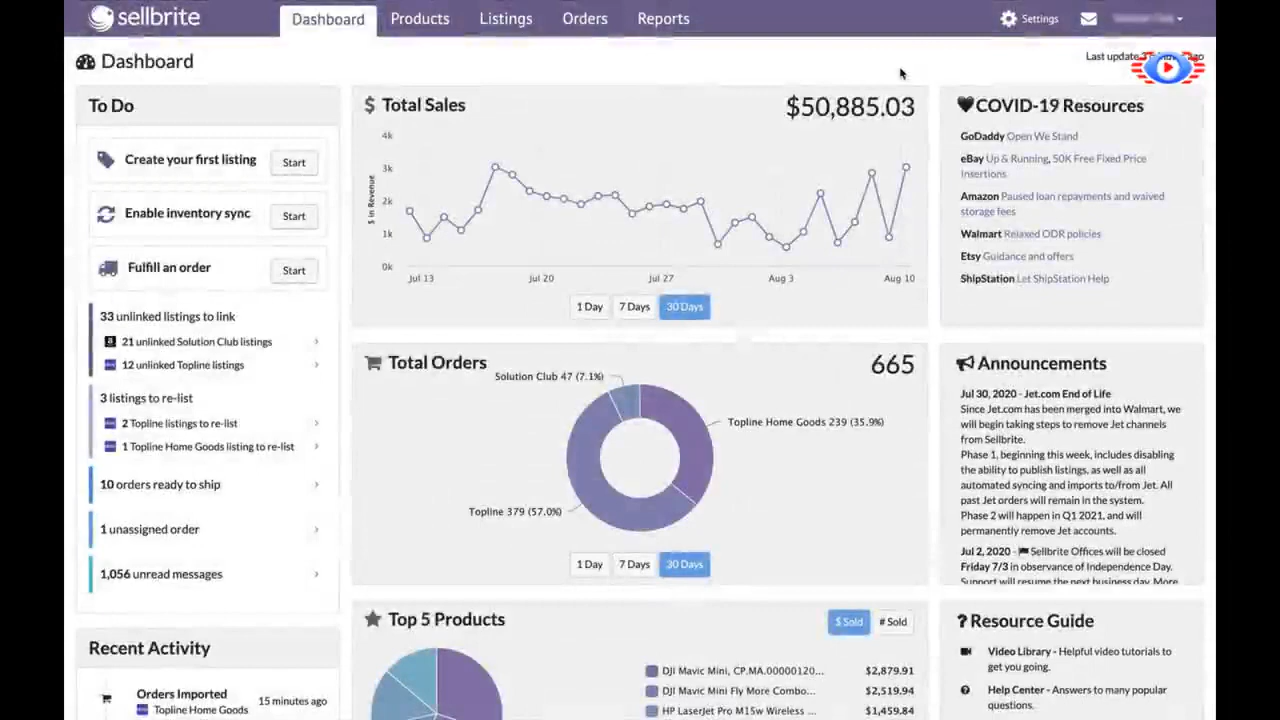 sellbrite
Dashboard
Products
Listings
Orders
Reports
Settings
Dashboard
Last update
ago
To Do
Create your first listing
Start
Enable inventory sync
Start
Fulfill an order
Start
33 unlinked listings to link
21 unlinked Solution Club listings
12 unlinked Topline listings
3 listings to re-list
2 Topline listings to re-list
1 Topline Home Goods listing to re-list
10 orders ready to ship
1 unassigned order
1,056 unread messages
Recent Activity
Orders Imported
15 minutes ago
Topline Home Goods
$ Total Sales
$50,885.03
4k
3k
2k
1k
0k
$ in Revenue
Jul 13
Jul 20
Jul 27
Aug 3
Aug 10
1 Day
7 Days
30 Days
Total Orders
665
Solution Club 47 (7.1%)
Topline Home Goods 239 (35.9%)
Topline 379 (57.0%)
1 Day
7 Days
30 Days
Top 5 Products
$ Sold
# Sold
DJI Mavic Mini, CP.MA.00000120...
$2,879.91
DJI Mavic Mini Fly More Combo...
$2,519.94
HP LaserJet Pro M15w Wireless ...
$1,459.84
COVID-19 Resources
GoDaddy Open We Stand
eBay Up & Running, 50K Free Fixed Price
Insertions
Amazon Paused loan repayments and waived
storage fees
Walmart Relaxed ODR policies
Etsy Guidance and offers
ShipStation Let ShipStation Help
Announcements
Jul 30, 2020 - Jet.com End of Life
Since Jet.com has been merged into Walmart, we
will begin taking steps to remove Jet channels
from Sellbrite.
Phase 1, beginning this week, includes disabling
the ability to publish listings, as well as all
automated syncing and imports to/from Jet. All
past Jet orders will remain in the system.
Phase 2 will happen in Q1 2021, and will
permanently remove Jet accounts.
Jul 2, 2020 - Sellbrite Offices will be closed
Friday 7/3 in observance of Independence Day.
Support will resume the next business day. More
? Resource Guide
Video Library - Helpful video tutorials to
get you going.
Help Center - Answers to many popular
questions.